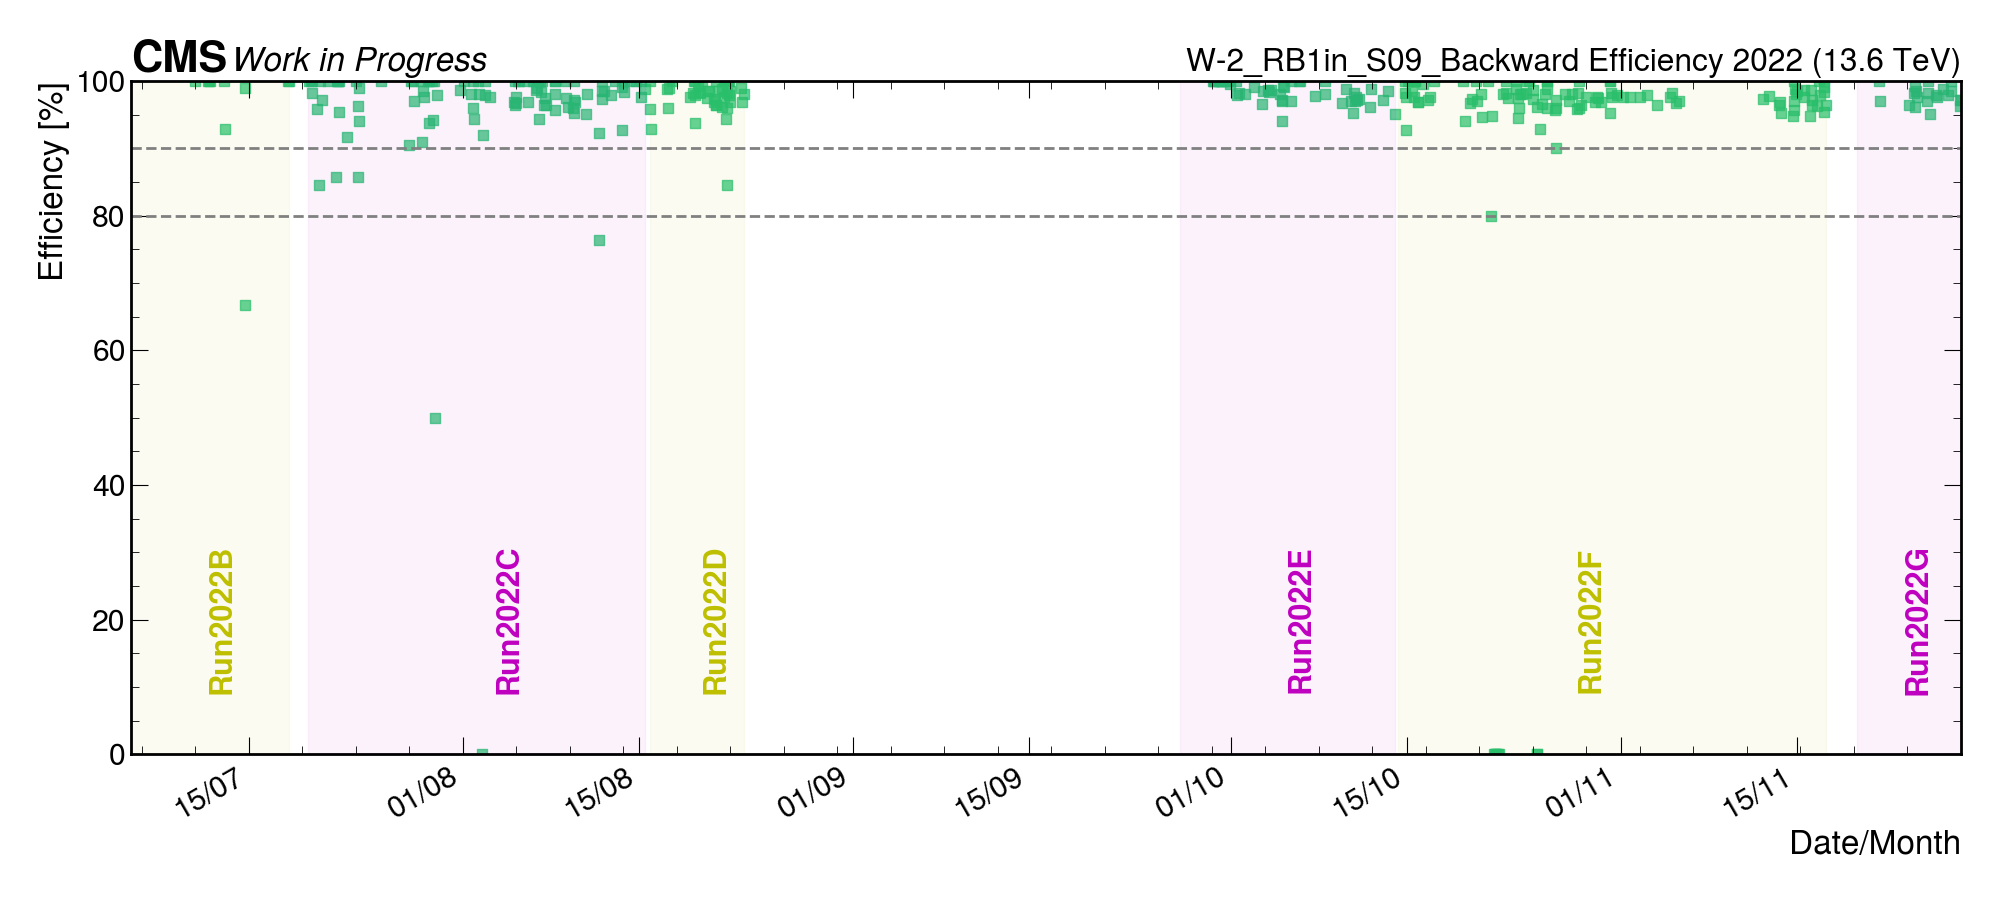 CMS Work in Progress
W-2_RB1in_S09_Backward Efficiency 2022 (13.6 TeV)
Efficiency [%]
100
80
60
40
20
0
Run2022B
Run2022C
Run2022D
Run2022E
Run2022F
Run2022G
15/07
01/08
15/08
01/09
15/09
01/10
15/10
01/11
15/11
Date/Month